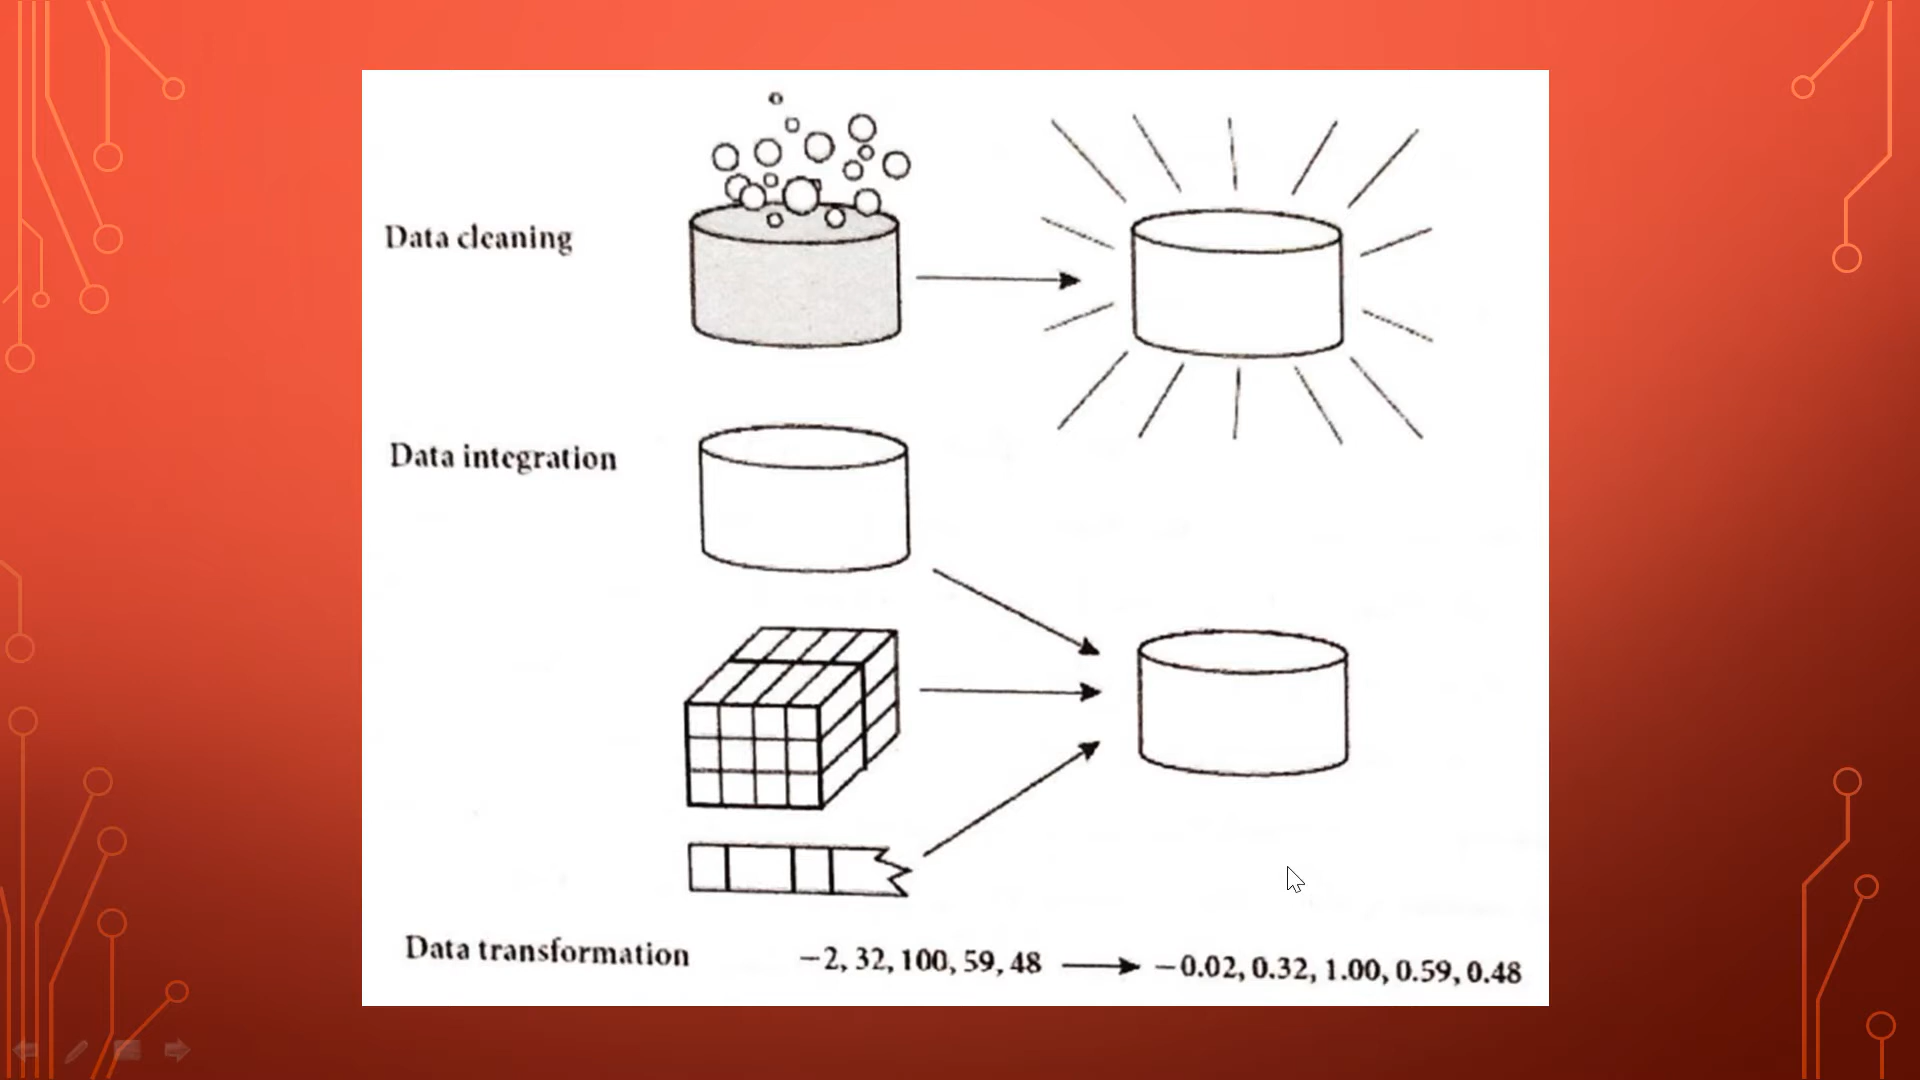 Data cleaning
Data integration
Data transformation −2, 32, 100, 59, 48 −0.02, 0.32, 1.00, 0.59, 0.48